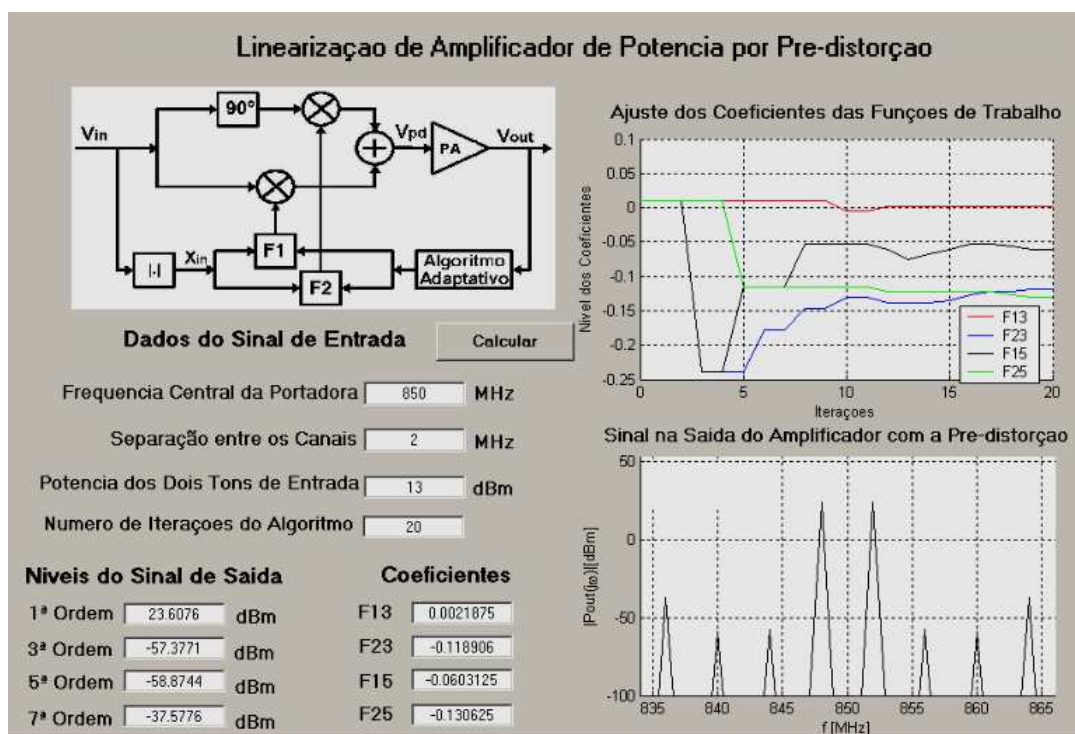 Linearizaçao de Amplificador de Potencia por Pre-distorçao
Vin
90°
Vpd
PA
Vout
|-|
Xin
F1
F2
Algoritmo
Adaptativo
Dados do Sinal de Entrada
Calcular
Frequencia Central da Portadora 850 MHz
Separação entre os Canais 2 MHz
Potencia dos Dois Tons de Entrada 13 dBm
Numero de Iteraçoes do Algoritmo 20
Niveis do Sinal de Saida
1ª Ordem 23.6076 dBm
3ª Ordem -57.3771 dBm
5ª Ordem -58.8744 dBm
7ª Ordem -37.5776 dBm
Coeficientes
F13 0.0021875
F23 -0.118906
F15 -0.0603125
F25 -0.130625
Ajuste dos Coeficientes das Funçoes de Trabalho
Nivel dos Coeficientes
0.1
0.05
0
-0.05
-0.1
-0.15
-0.2
-0.25
F13
F23
F15
F25
0 5 10 15 20
Iteraçoes
Sinal na Saida do Amplificador com a Pre-distorçao
|Pout(jω)|[dBm]
50
0
-50
-100
835 840 845 850 855 860 865
f [MHz]